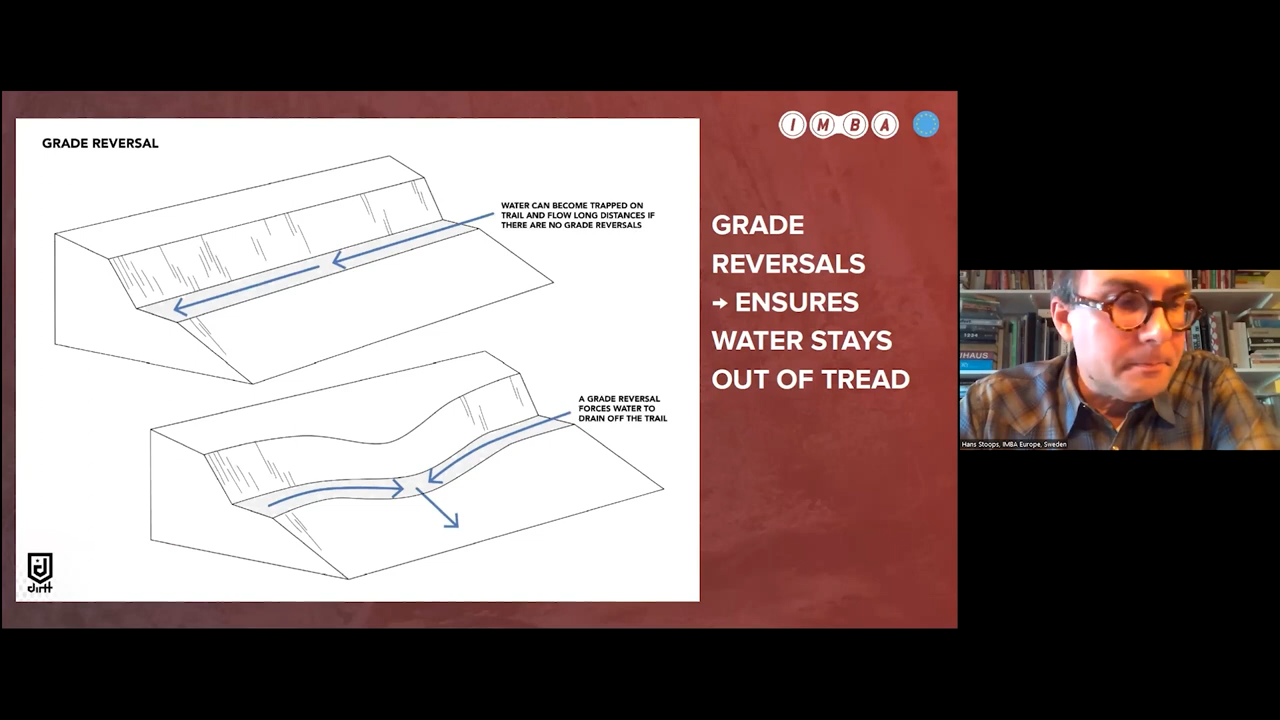 GRADE REVERSAL
WATER CAN BECOME TRAPPED ON
TRAIL AND FLOW LONG DISTANCES IF
THERE ARE NO GRADE REVERSALS
A GRADE REVERSAL
FORCES WATER TO
DRAIN OFF THE TRAIL
dirtt
IMBA
GRADE
REVERSALS
→ ENSURES
WATER STAYS
OUT OF TREAD
1234
Hans Stoops, IMBA Europe, Sweden